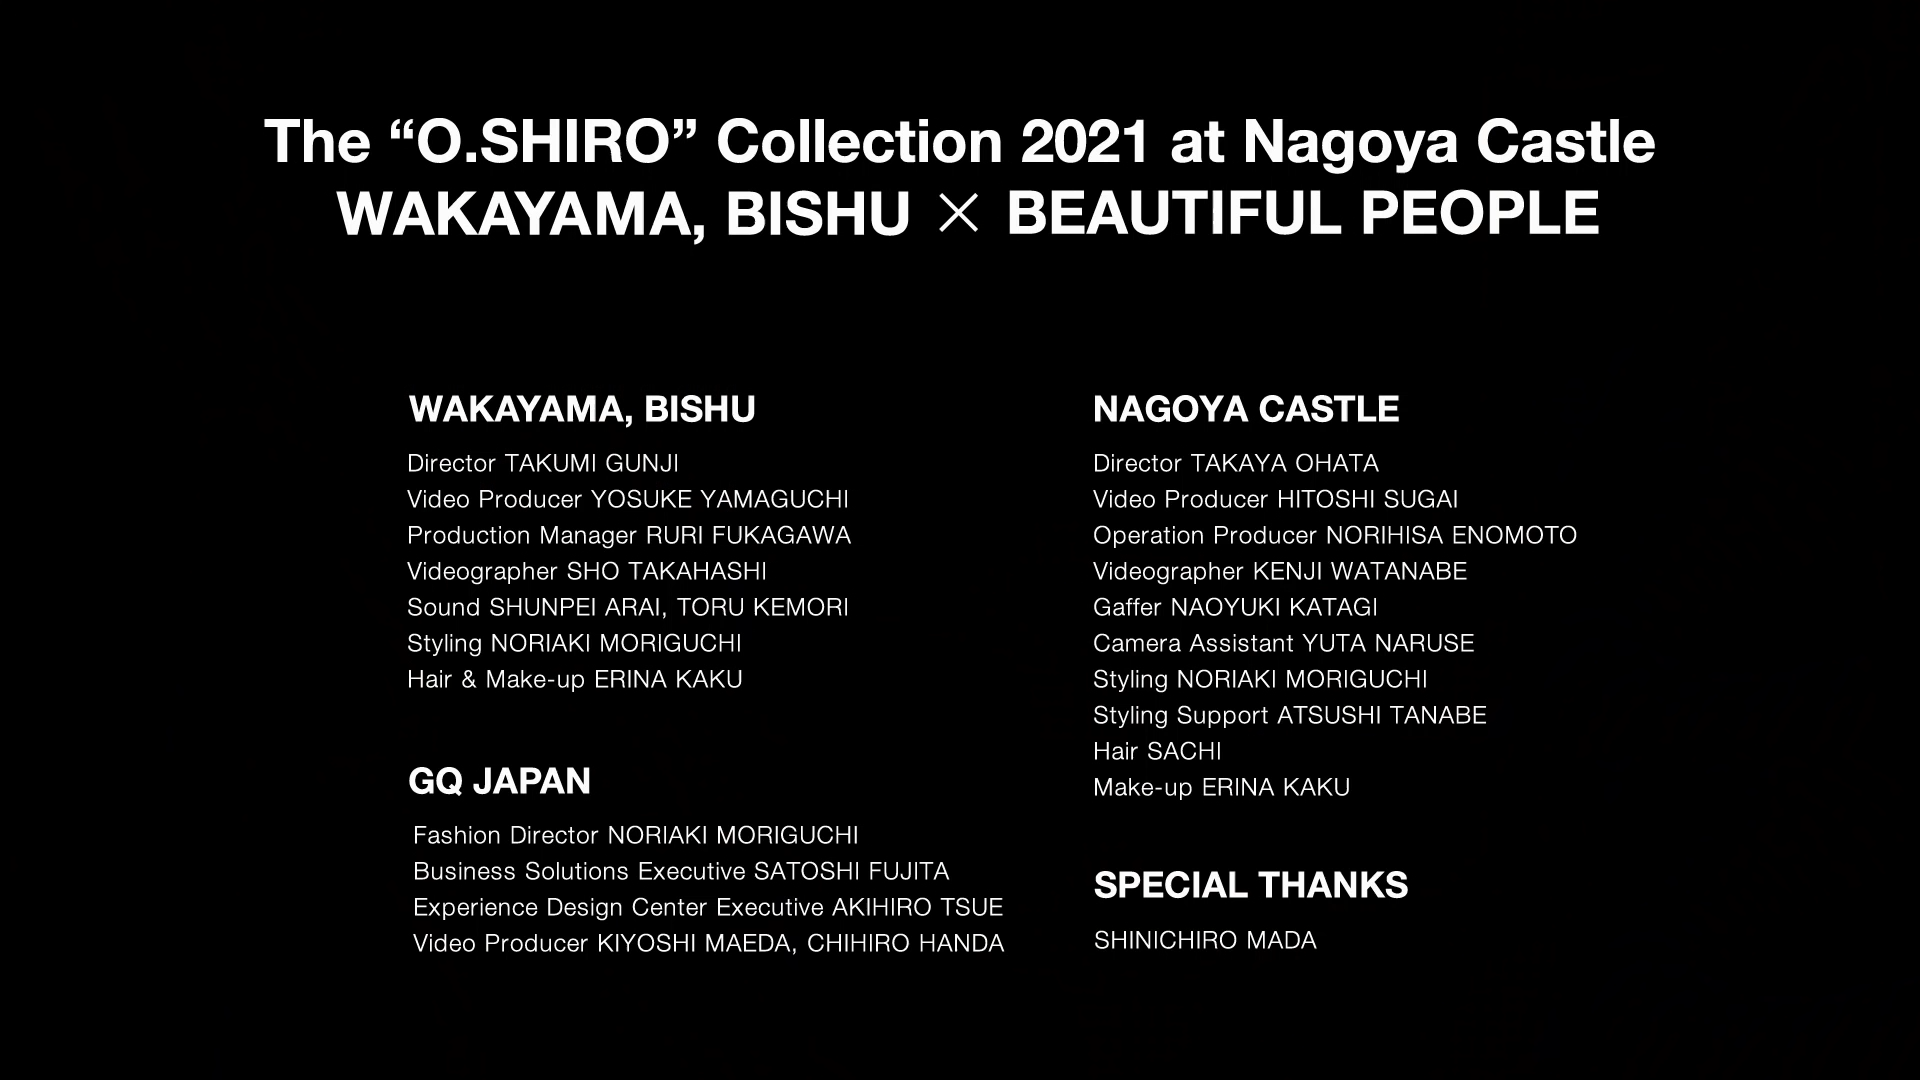 The “O.SHIRO” Collection 2021 at Nagoya Castle
WAKAYAMA, BISHU × BEAUTIFUL PEOPLE
WAKAYAMA, BISHU
Director TAKUMI GUNJI
Video Producer YOSUKE YAMAGUCHI
Production Manager RURI FUKAGAWA
Videographer SHO TAKAHASHI
Sound SHUNPEI ARAI, TORU KEMORI
Styling NORIAKI MORIGUCHI
Hair & Make-up ERINA KAKU
GQ JAPAN
Fashion Director NORIAKI MORIGUCHI
Business Solutions Executive SATOSHI FUJITA
Experience Design Center Executive AKIHIRO TSUE
Video Producer KIYOSHI MAEDA, CHIHIRO HANDA
NAGOYA CASTLE
Director TAKAYA OHATA
Video Producer HITOSHI SUGAI
Operation Producer NORIHISA ENOMOTO
Videographer KENJI WATANABE
Gaffer NAOYUKI KATAGI
Camera Assistant YUTA NARUSE
Styling NORIAKI MORIGUCHI
Styling Support ATSUSHI TANABE
Hair SACHI
Make-up ERINA KAKU
SPECIAL THANKS
SHINICHIRO MADA